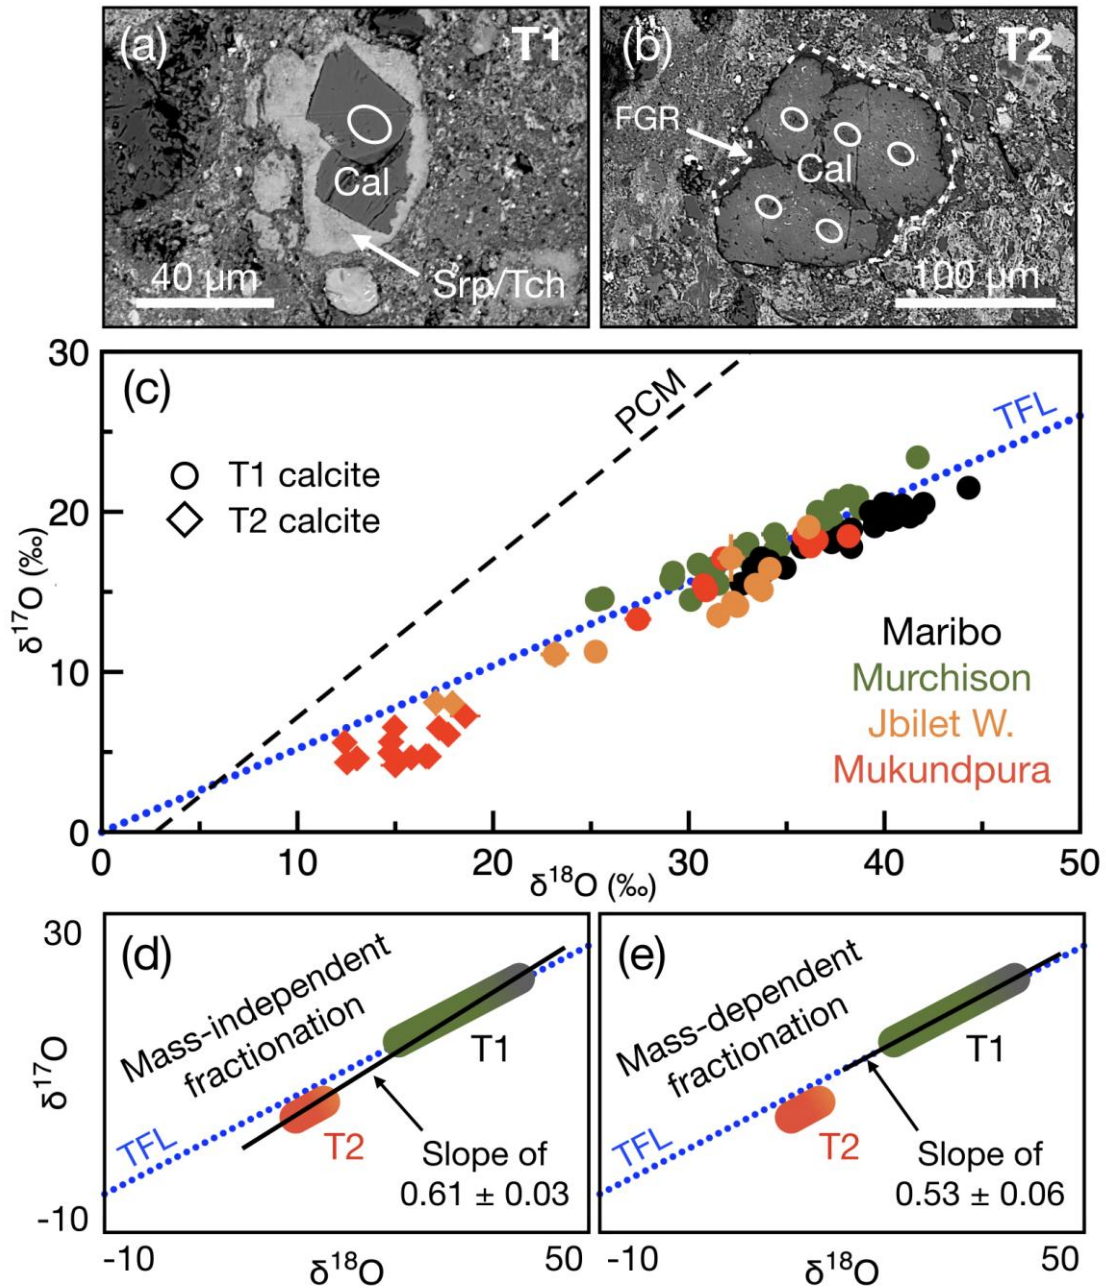 (a)
T1
Cal
40 µm
Srp/Tch
(b)
T2
FGR
Cal
100 µm
(c)
PCM
TFL
T1 calcite
T2 calcite
Maribo
Murchison
Jbilet W.
Mukundpura
30
20
10
0
δ¹⁷O (‰)
0
10
20
30
40
50
δ¹⁸O (‰)
(d)
Mass-independent
fractionation
T1
TFL
T2
Slope of
0.61 ± 0.03
30
δ¹⁷O
-10
-10
δ¹⁸O
50
(e)
Mass-dependent
fractionation
T1
TFL
T2
Slope of
0.53 ± 0.06
-10
δ¹⁸O
50